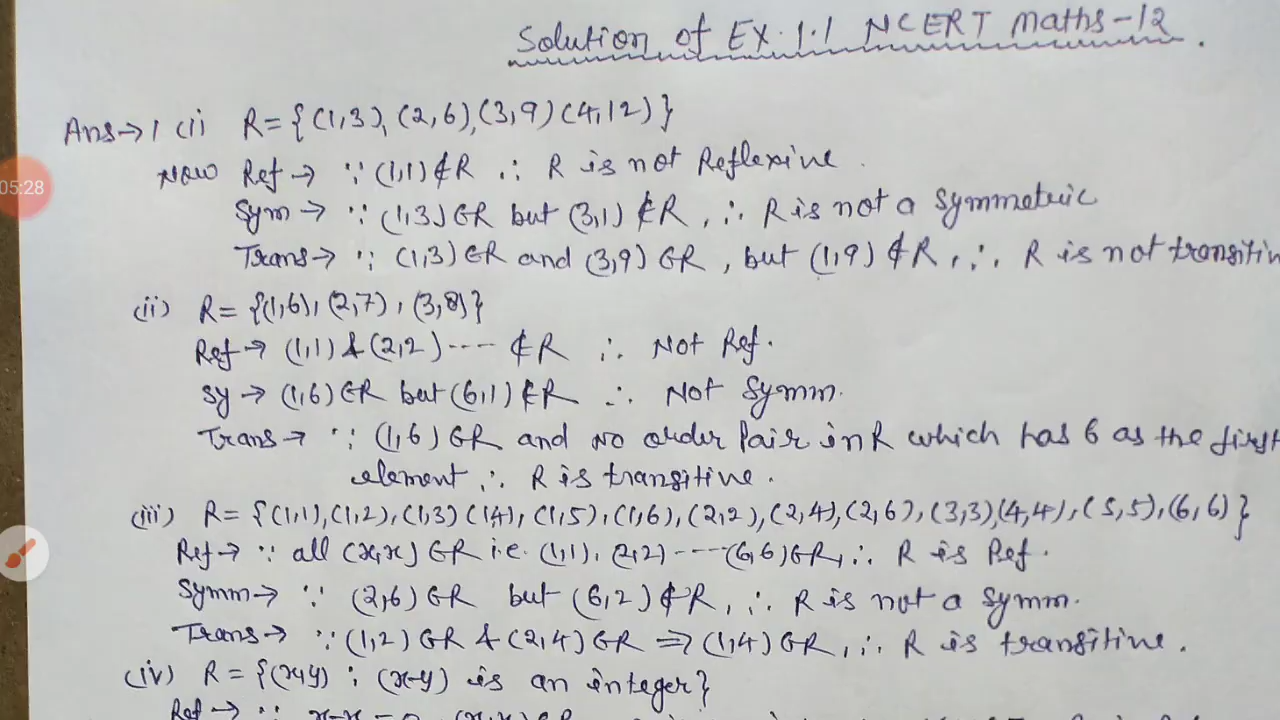 Solution of EX.1.1 NCERT Maths-12.
Ans→1 (i) R={(1,3),(2,6),(3,9)(4,12)}
05:28
Now Ref→ ∵ (1,1)∉R ∴ R is not Reflexive.
Sym→ ∵ (1,3)∈R but (3,1)∉R, ∴ R is not a symmetric
Trans→ ∵ (1,3)∈R and (3,9)∈R, but (1,9)∉R, ∴ R is not transitiv
(ii) R={(1,6),(2,7),(3,8)}
Ref→ (1,1)&(2,2)---- ∉R ∴ Not Ref.
Sy→ (1,6)∈R but (6,1)∉R ∴ Not Symm.
Trans→ ∵ (1,6)∈R and no order Pair in R which has 6 as the first
element ∴ R is transitive.
(iii) R={(1,1),(1,2),(1,3)(1,4),(1,5),(1,6),(2,2),(2,4),(2,6),(3,3)(4,4),(5,5),(6,6)}
Ref→ ∵ all (x,x)∈R i.e. (1,1),(2,2)----(6,6)∈R, ∴ R is Ref.
Symm→ ∵ (2,6)∈R but (6,2)∉R, ∴ R is not a symm.
Trans→ ∵ (1,2)∈R & (2,4)∈R ⇒ (1,4)∈R, ∴ R is transitive.
(iv) R={(x,y) : (x-y) is an integer}
Ref→ ∵ x-x=0